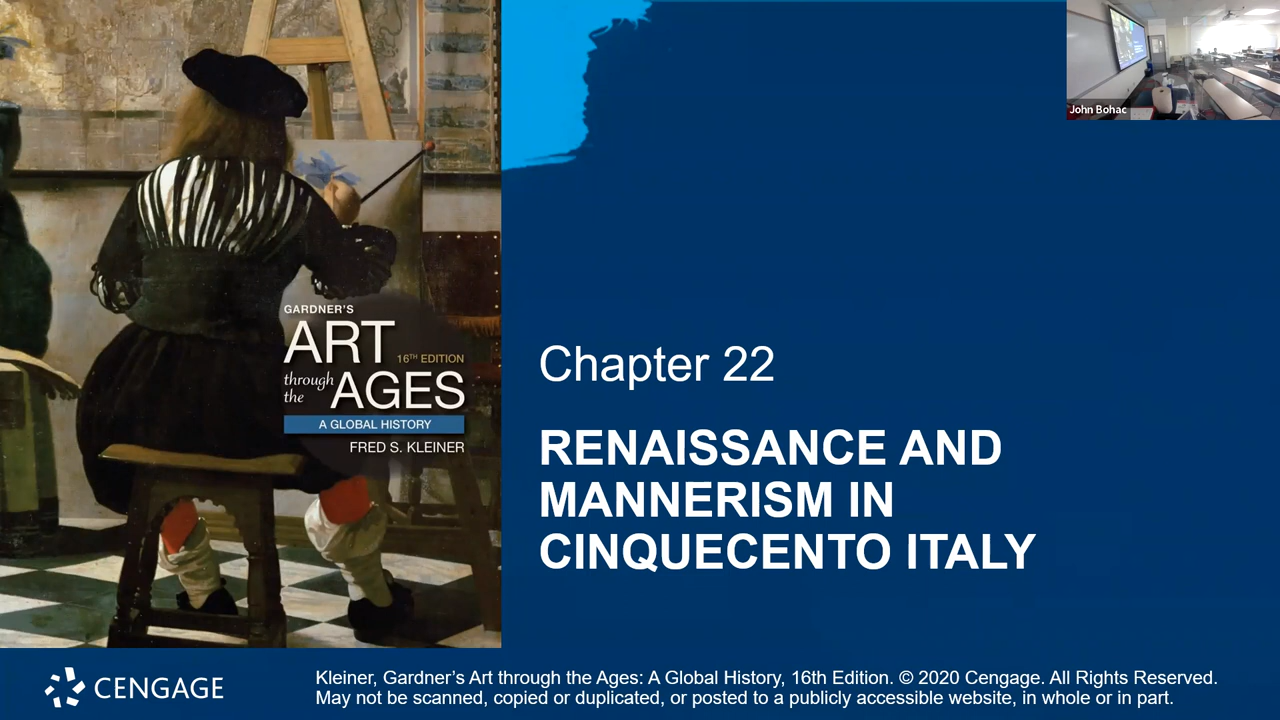 John Bohac
GARDNER'S
ART
16TH EDITION
through
the
AGES
A GLOBAL HISTORY
FRED S. KLEINER
Chapter 22
RENAISSANCE AND
MANNERISM IN
CINQUECENTO ITALY
CENGAGE
Kleiner, Gardner's Art through the Ages: A Global History, 16th Edition. © 2020 Cengage. All Rights Reserved.
May not be scanned, copied or duplicated, or posted to a publicly accessible website, in whole or in part.